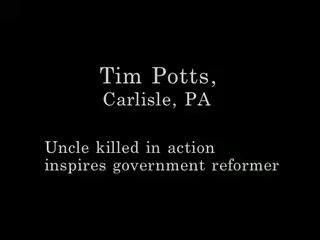 Tim Potts,
Carlisle, PA
Uncle killed in action
inspires government reformer